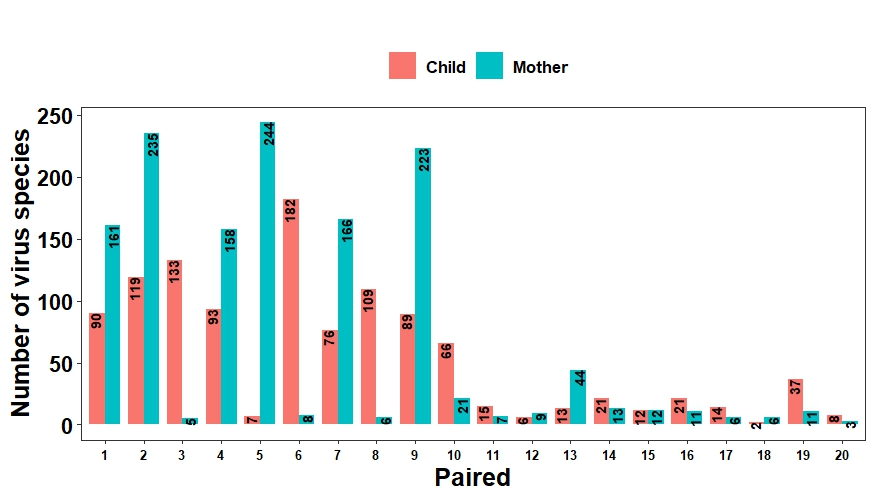 Child Mother
Number of virus species
250
200
150
100
50
0
90 161 119 235 133 5 93 158 7 244 182 8 76 166 109 6 89 223 66 21 15 7 6 9 13 44 21 13 12 12 21 11 14 6 2 6 37 11 8 3
1 2 3 4 5 6 7 8 9 10 11 12 13 14 15 16 17 18 19 20
Paired